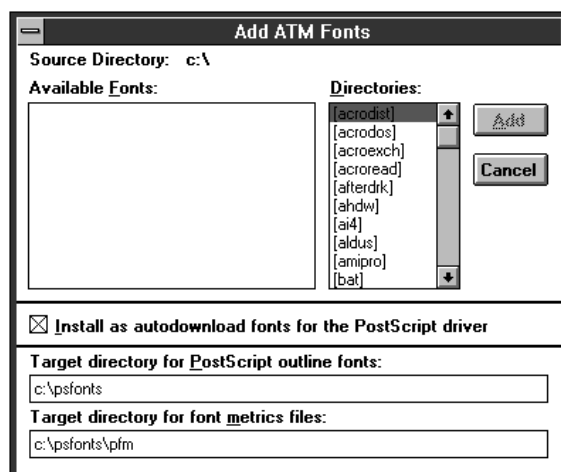 Add ATM Fonts
Source Directory: c:\
Available Fonts:
Directories:
[acrodist]
[acrodos]
[acroexch]
[acroread]
[afterdrk]
[ahdw]
[ai4]
[aldus]
[amipro]
[bat]
Add
Cancel
Install as autodownload fonts for the PostScript driver
Target directory for PostScript outline fonts:
c:\psfonts
Target directory for font metrics files:
c:\psfonts\pfm